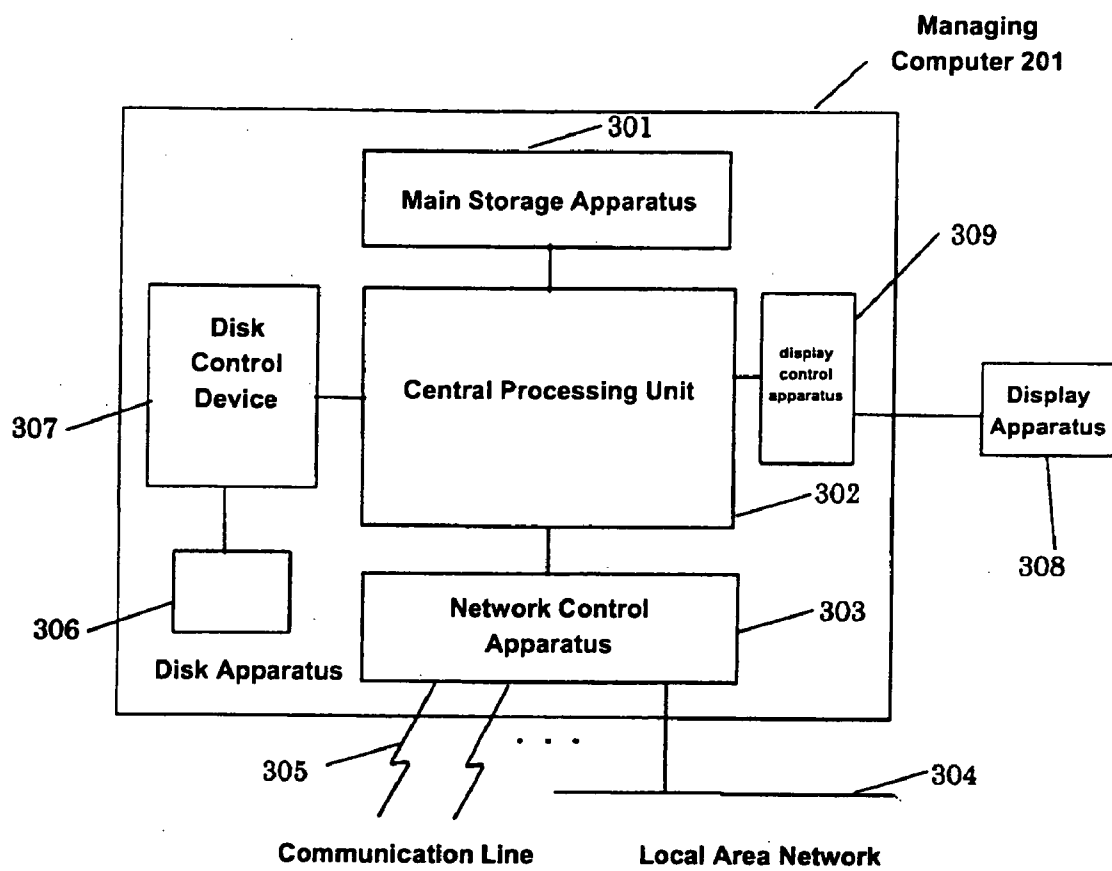 Managing
Computer 201
301
Main Storage Apparatus
309
Disk
Control
Device
Central Processing Unit
display
control
apparatus
Display
Apparatus
307
302
308
306
Disk Apparatus
Network Control
Apparatus
303
305
. . .
304
Communication Line
Local Area Network